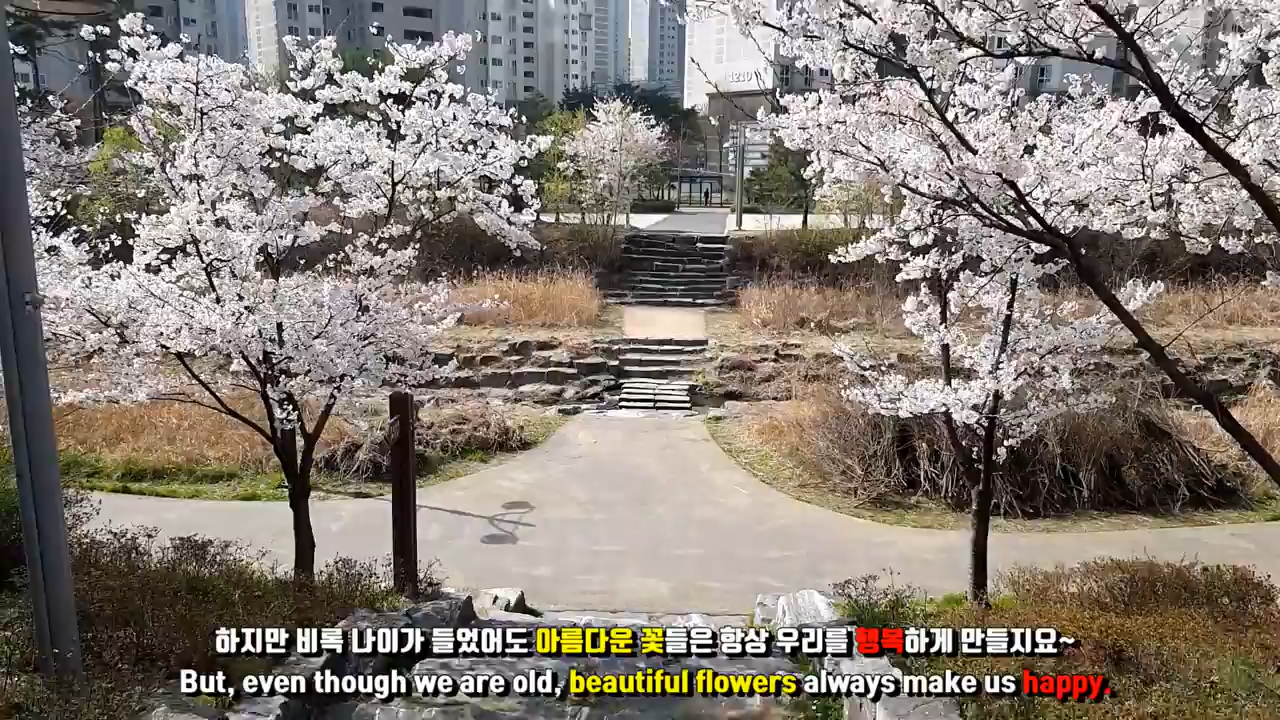 1210
하지만 비록 나이가 들었어도 아름다운 꽃들은 항상 우리를 행복하게 만들지요~
But, even though we are old, beautiful flowers always make us happy.